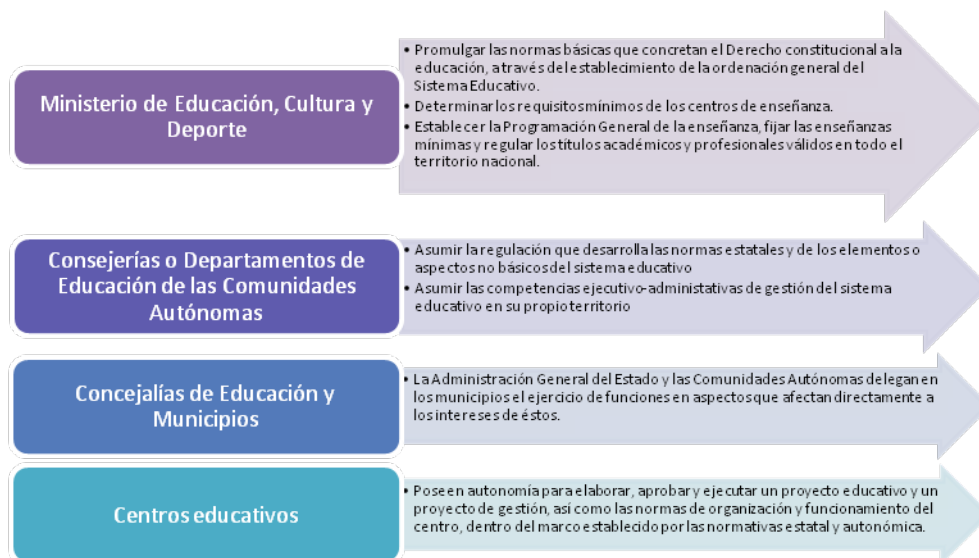 Ministerio de Educación, Cultura y
Deporte
• Promulgar las normas básicas que concretan el Derecho constitucional a la
educación, a través del establecimiento de la ordenación general del
Sistema Educativo.
• Determinar los requisitos mínimos de los centros de enseñanza.
• Establecer la Programación General de la enseñanza, fijar las enseñanzas
mínimas y regular los títulos académicos y profesionales válidos en todo el
territorio nacional.
Consejerías o Departamentos de
Educación de las Comunidades
Autónomas
• Asumir la regulación que desarrolla las normas estatales y de los elementos o
aspectos no básicos del sistema educativo
• Asumir las competencias ejecutivo-administativas de gestión del sistema
educativo en su propio territorio
Concejalías de Educación y
Municipios
• La Administración General del Estado y las Comunidades Autónomas delegan en
los municipios el ejercicio de funciones en aspectos que afectan directamente a
los intereses de éstos.
Centros educativos
• Poseen autonomía para elaborar, aprobar y ejecutar un proyecto educativo y un
proyecto de gestión, así como las normas de organización y funcionamiento del
centro, dentro del marco establecido por las normativas estatal y autonómica.